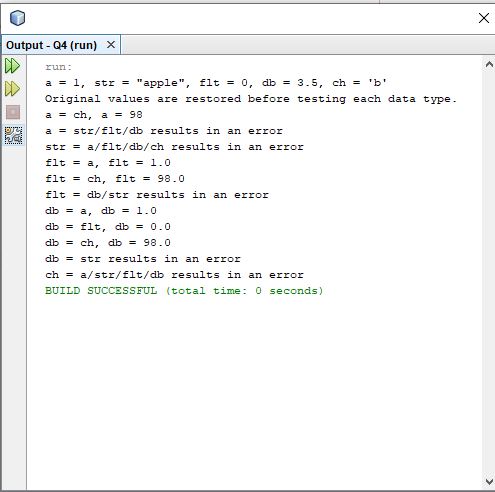 Output - Q4 (run)
run:
a = 1, str = "apple", flt = 0, db = 3.5, ch = 'b'
Original values are restored before testing each data type.
a = ch, a = 98
a = str/flt/db results in an error
str = a/flt/db/ch results in an error
flt = a, flt = 1.0
flt = ch, flt = 98.0
flt = db/str results in an error
db = a, db = 1.0
db = flt, db = 0.0
db = ch, db = 98.0
db = str results in an error
ch = a/str/flt/db results in an error
BUILD SUCCESSFUL (total time: 0 seconds)